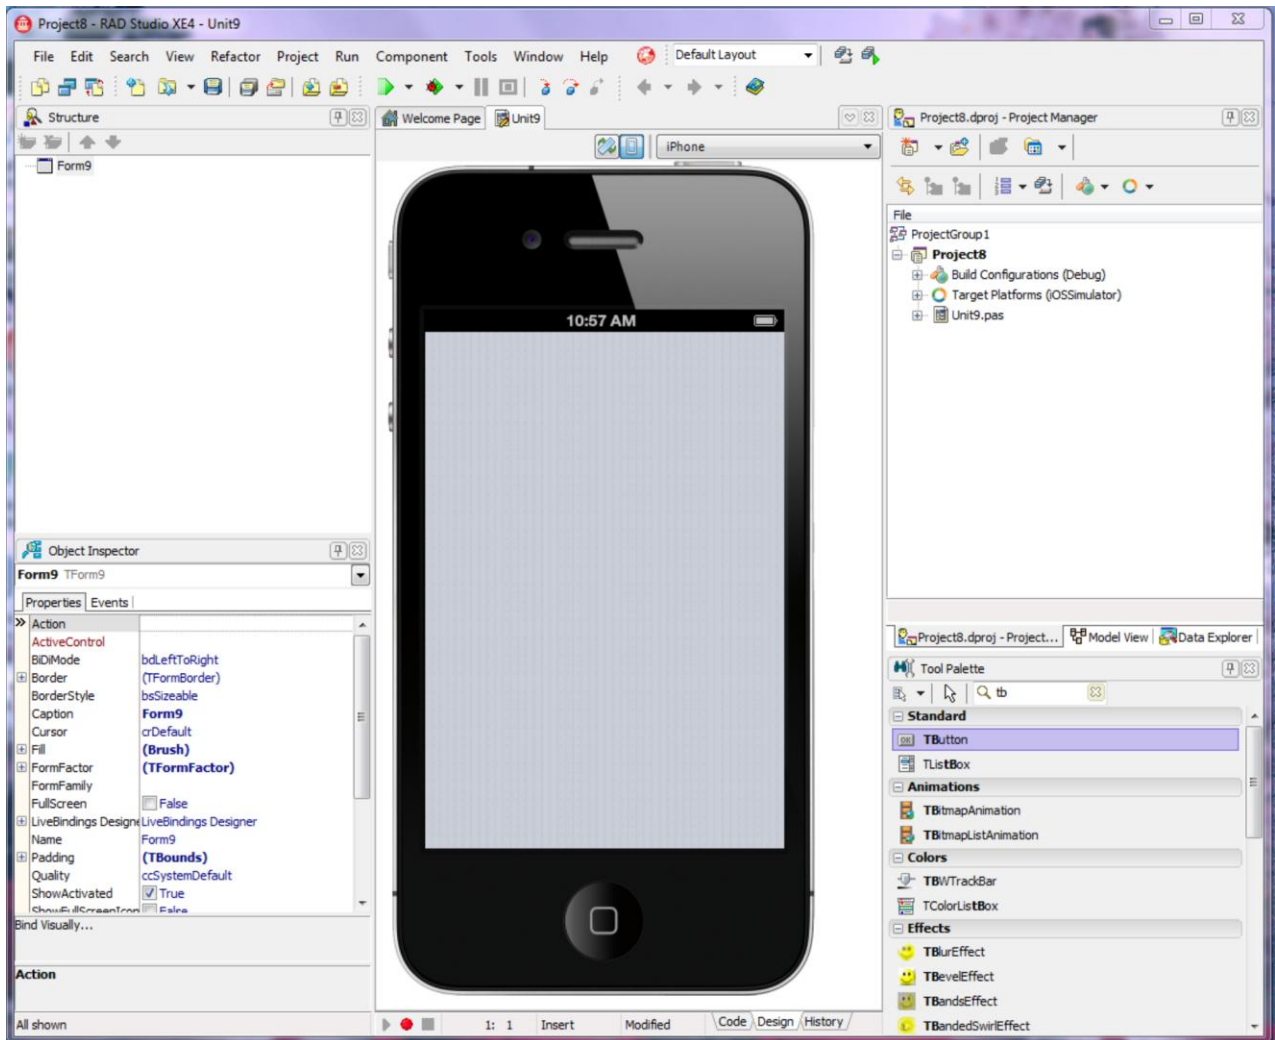 Project8 - RAD Studio XE4 - Unit9
File Edit Search View Refactor Project Run Component Tools Window Help Default Layout
Structure
Form9
Welcome Page Unit9
iPhone
10:57 AM
Object Inspector
Form9 TForm9
Properties Events
Action
ActiveControl
BiDiMode bdLeftToRight
Border (TFormBorder)
BorderStyle bsSizeable
Caption Form9
Cursor crDefault
Fill (Brush)
FormFactor (TFormFactor)
FormFamily
FullScreen False
LiveBindings Designe LiveBindings Designer
Name Form9
Padding (TBounds)
Quality ccSystemDefault
ShowActivated True
ShowFullScreenIcon False
Bind Visually...
Action
All shown
1: 1 Insert Modified Code Design History
Project8.dproj - Project Manager
File
ProjectGroup1
Project8
Build Configurations (Debug)
Target Platforms (iOSSimulator)
Unit9.pas
Project8.dproj - Project... Model View Data Explorer
Tool Palette
tb
Standard
TButton
TListBox
Animations
TBitmapAnimation
TBitmapListAnimation
Colors
TBWTrackBar
TColorListBox
Effects
TBlurEffect
TBevelEffect
TBandsEffect
TBandedSwirlEffect